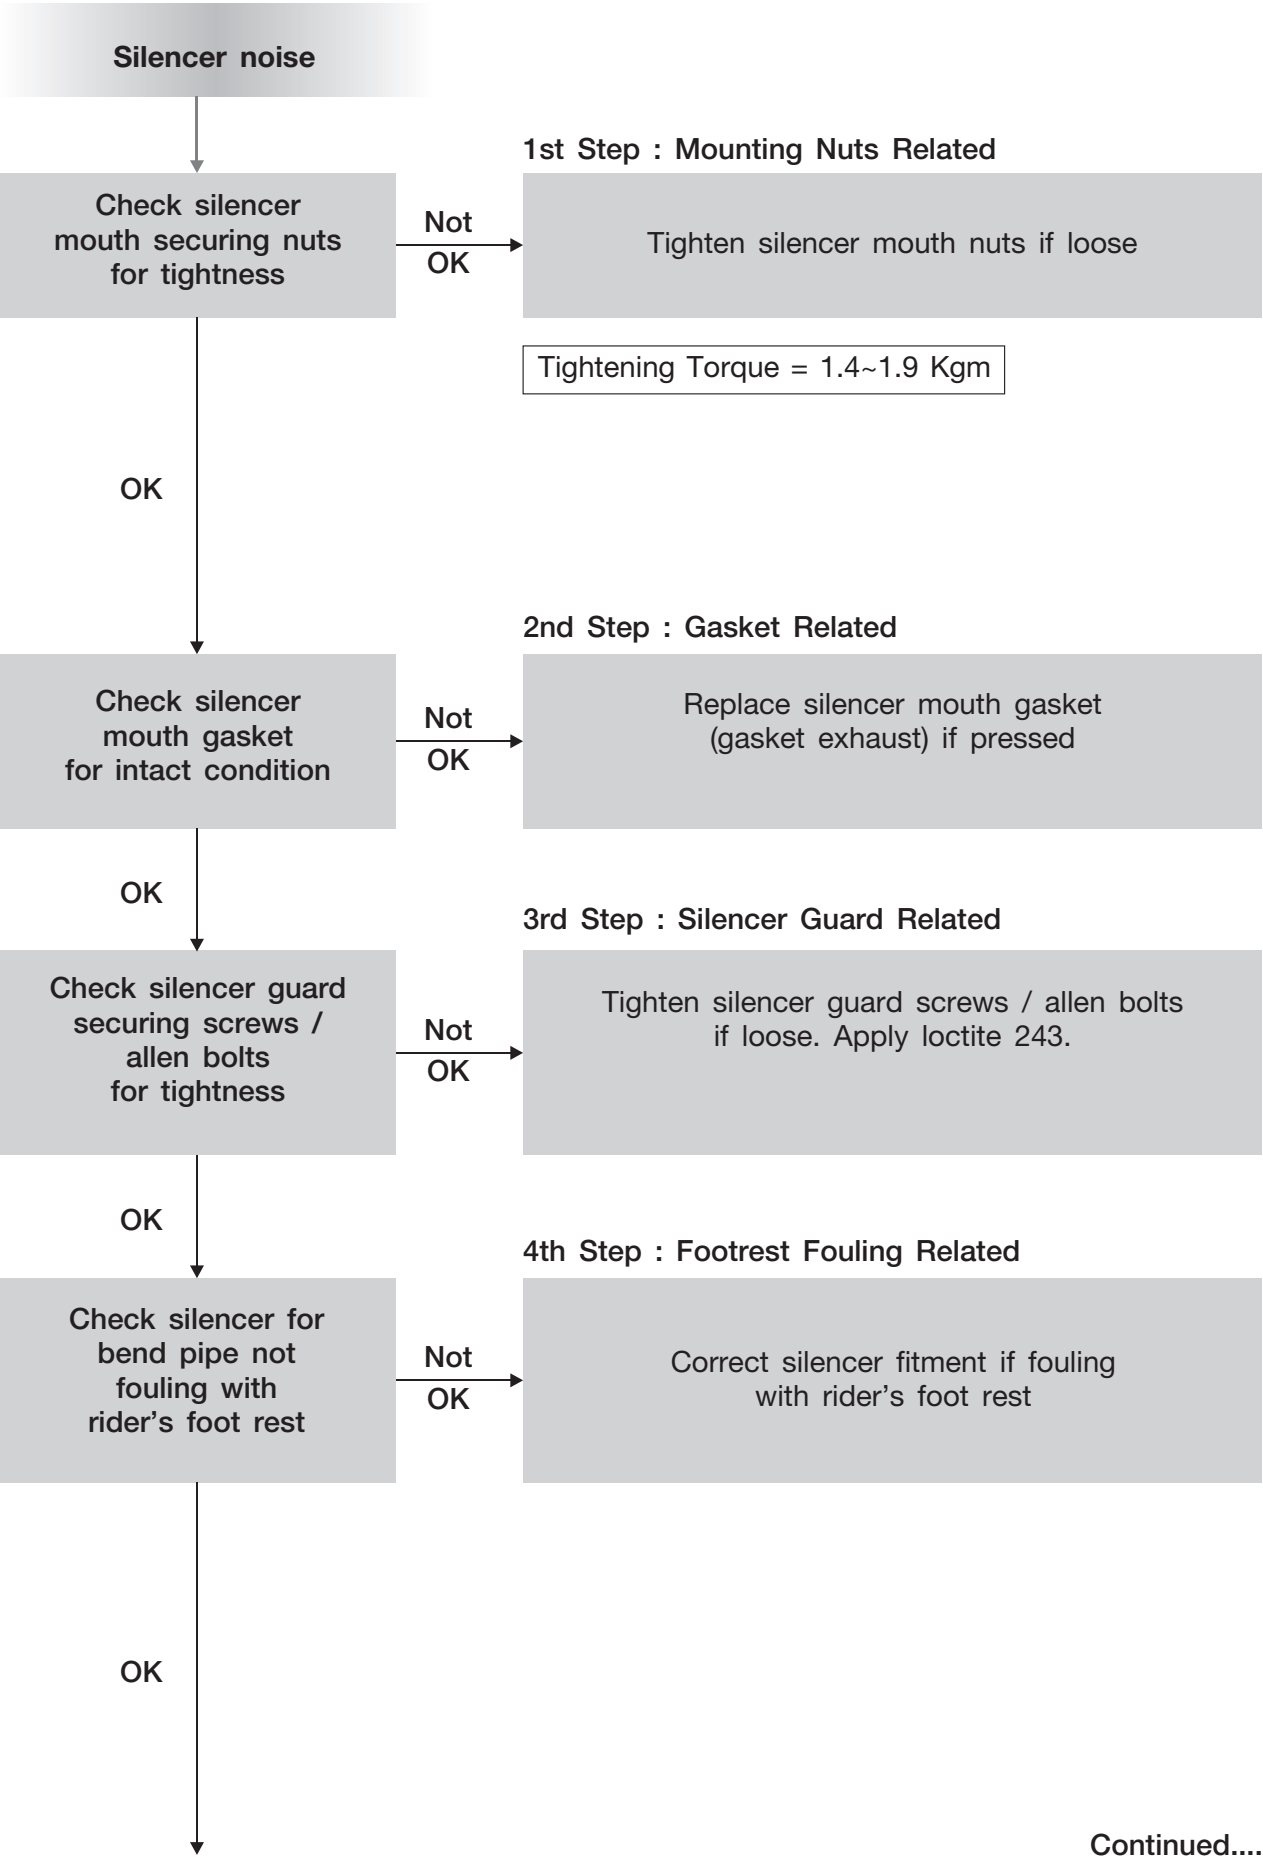 Silencer noise
1st Step : Mounting Nuts Related
Check silencer
mouth securing nuts
for tightness
Not
OK
Tighten silencer mouth nuts if loose
Tightening Torque = 1.4~1.9 Kgm
OK
2nd Step : Gasket Related
Check silencer
mouth gasket
for intact condition
Not
OK
Replace silencer mouth gasket
(gasket exhaust) if pressed
OK
3rd Step : Silencer Guard Related
Check silencer guard
securing screws /
allen bolts
for tightness
Not
OK
Tighten silencer guard screws / allen bolts
if loose. Apply loctite 243.
OK
4th Step : Footrest Fouling Related
Check silencer for
bend pipe not
fouling with
rider’s foot rest
Not
OK
Correct silencer fitment if fouling
with rider’s foot rest
OK
Continued....